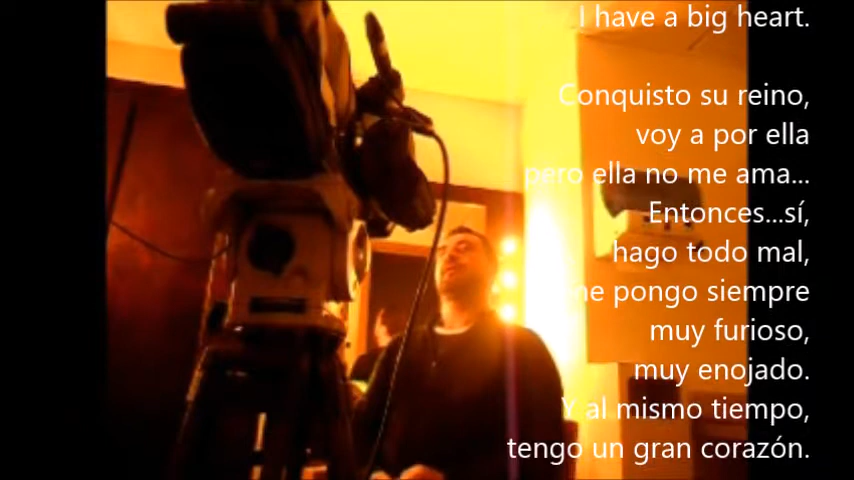 I have a big heart.
Conquisto su reino,
voy a por ella
pero ella no me ama...
Entonces...sí,
hago todo mal,
me pongo siempre
muy furioso,
muy enojado.
Y al mismo tiempo,
tengo un gran corazón.